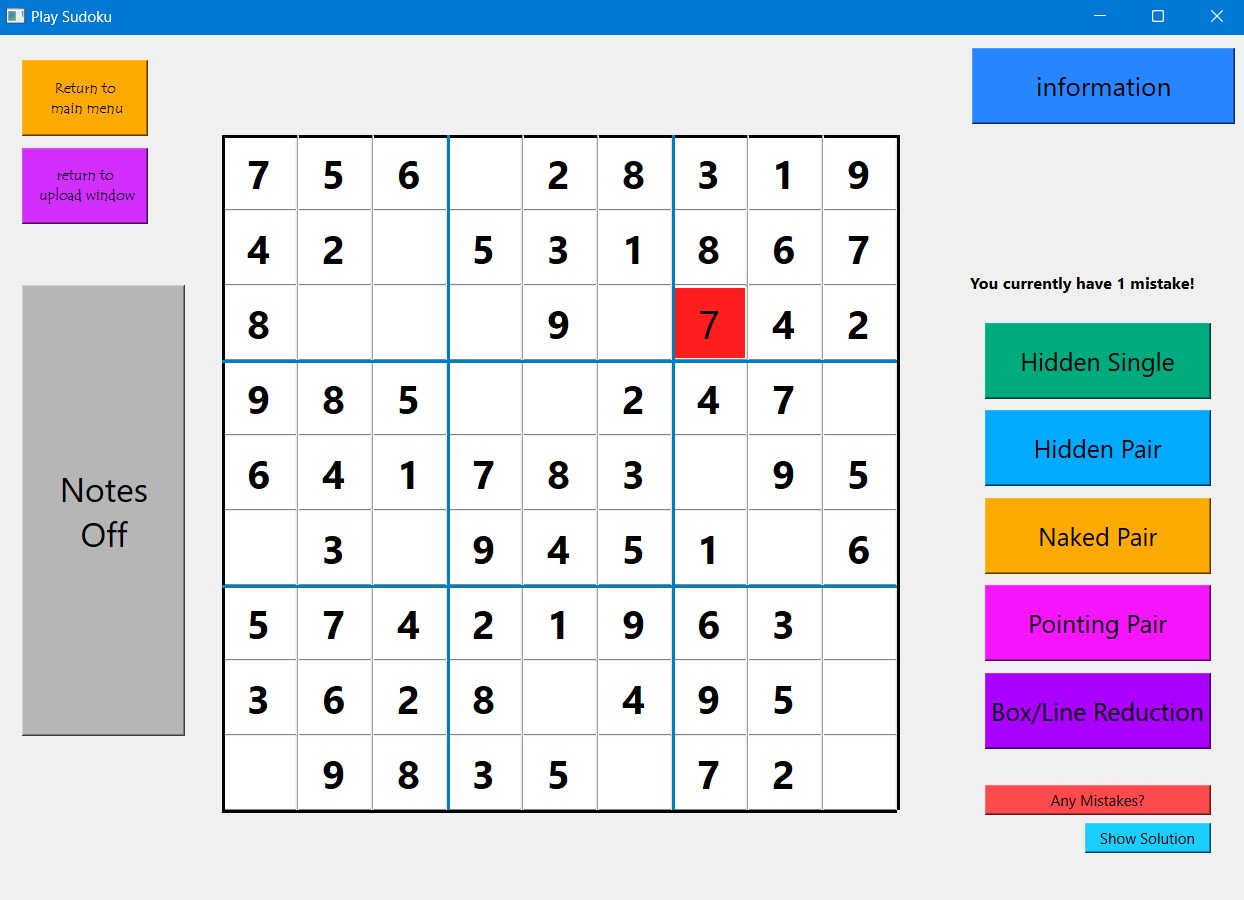 Play Sudoku
Return to
main menu
information
return to
upload window
7 5 6 2 8 3 1 9
4 2 5 3 1 8 6 7
8 9 7 4 2
9 8 5 2 4 7
6 4 1 7 8 3 9 5
3 9 4 5 1 6
5 7 4 2 1 9 6 3
3 6 2 8 4 9 5
9 8 3 5 7 2
Notes
Off
You currently have 1 mistake!
Hidden Single
Hidden Pair
Naked Pair
Pointing Pair
Box/Line Reduction
Any Mistakes?
Show Solution